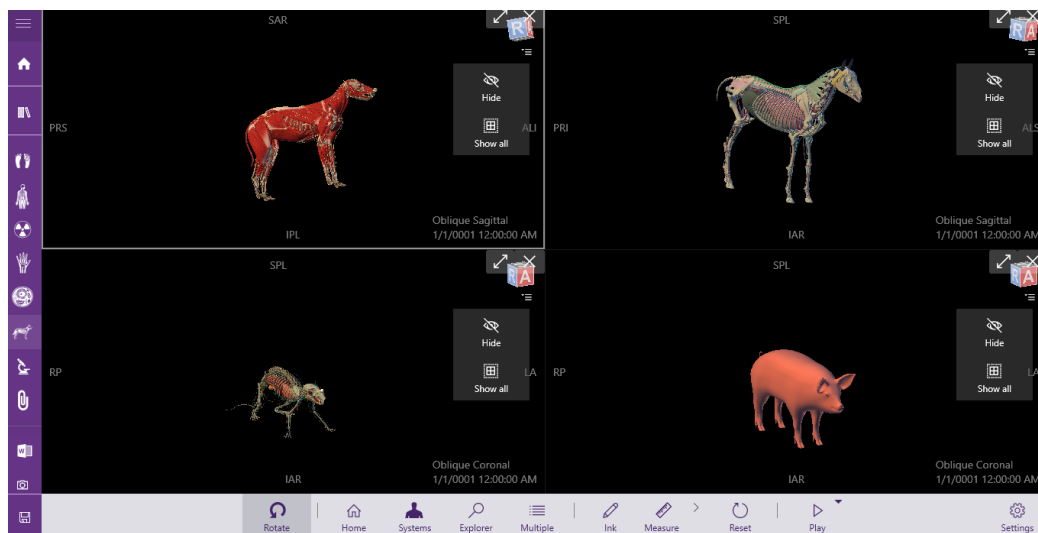 SAR
R
Hide
Show all
PRS
ALI
Oblique Sagittal
1/1/0001 12:00:00 AM
IPL
SPL
R A
Hide
Show all
PRI
ALS
Oblique Sagittal
1/1/0001 12:00:00 AM
IAR
SPL
R A
Hide
Show all
RP
LA
Oblique Coronal
1/1/0001 12:00:00 AM
IAR
SPL
R A
Hide
Show all
RP
LA
Oblique Coronal
1/1/0001 12:00:00 AM
IAR
W
Rotate
Home
Systems
Explorer
Multiple
Ink
Measure
Reset
Play
Settings